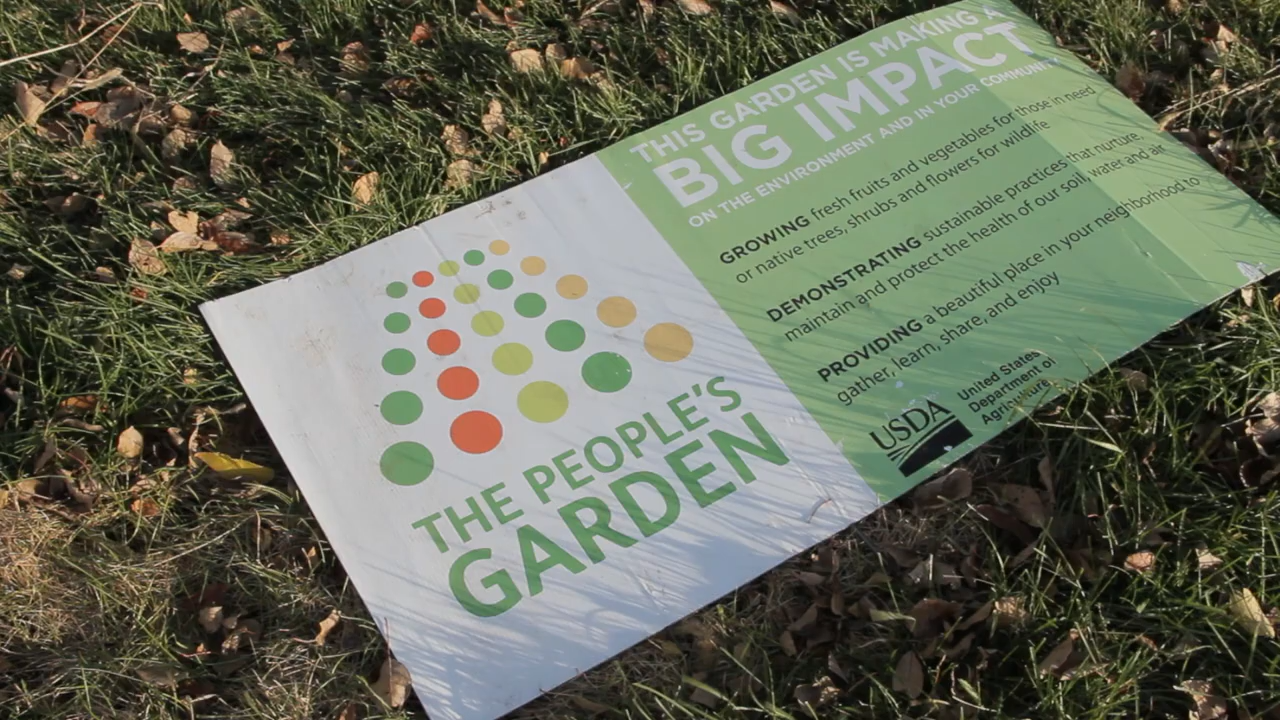 THE PEOPLE'S
GARDEN
THIS GARDEN IS MAKING A
BIG IMPACT
ON THE ENVIRONMENT AND IN YOUR COMMUNITY
GROWING fresh fruits and vegetables for those in need
or native trees, shrubs and flowers for wildlife
DEMONSTRATING sustainable practices that nurture,
maintain and protect the health of our soil, water and air
PROVIDING a beautiful place in your neighborhood to
gather, learn, share, and enjoy
USDA
United States
Department of
Agriculture